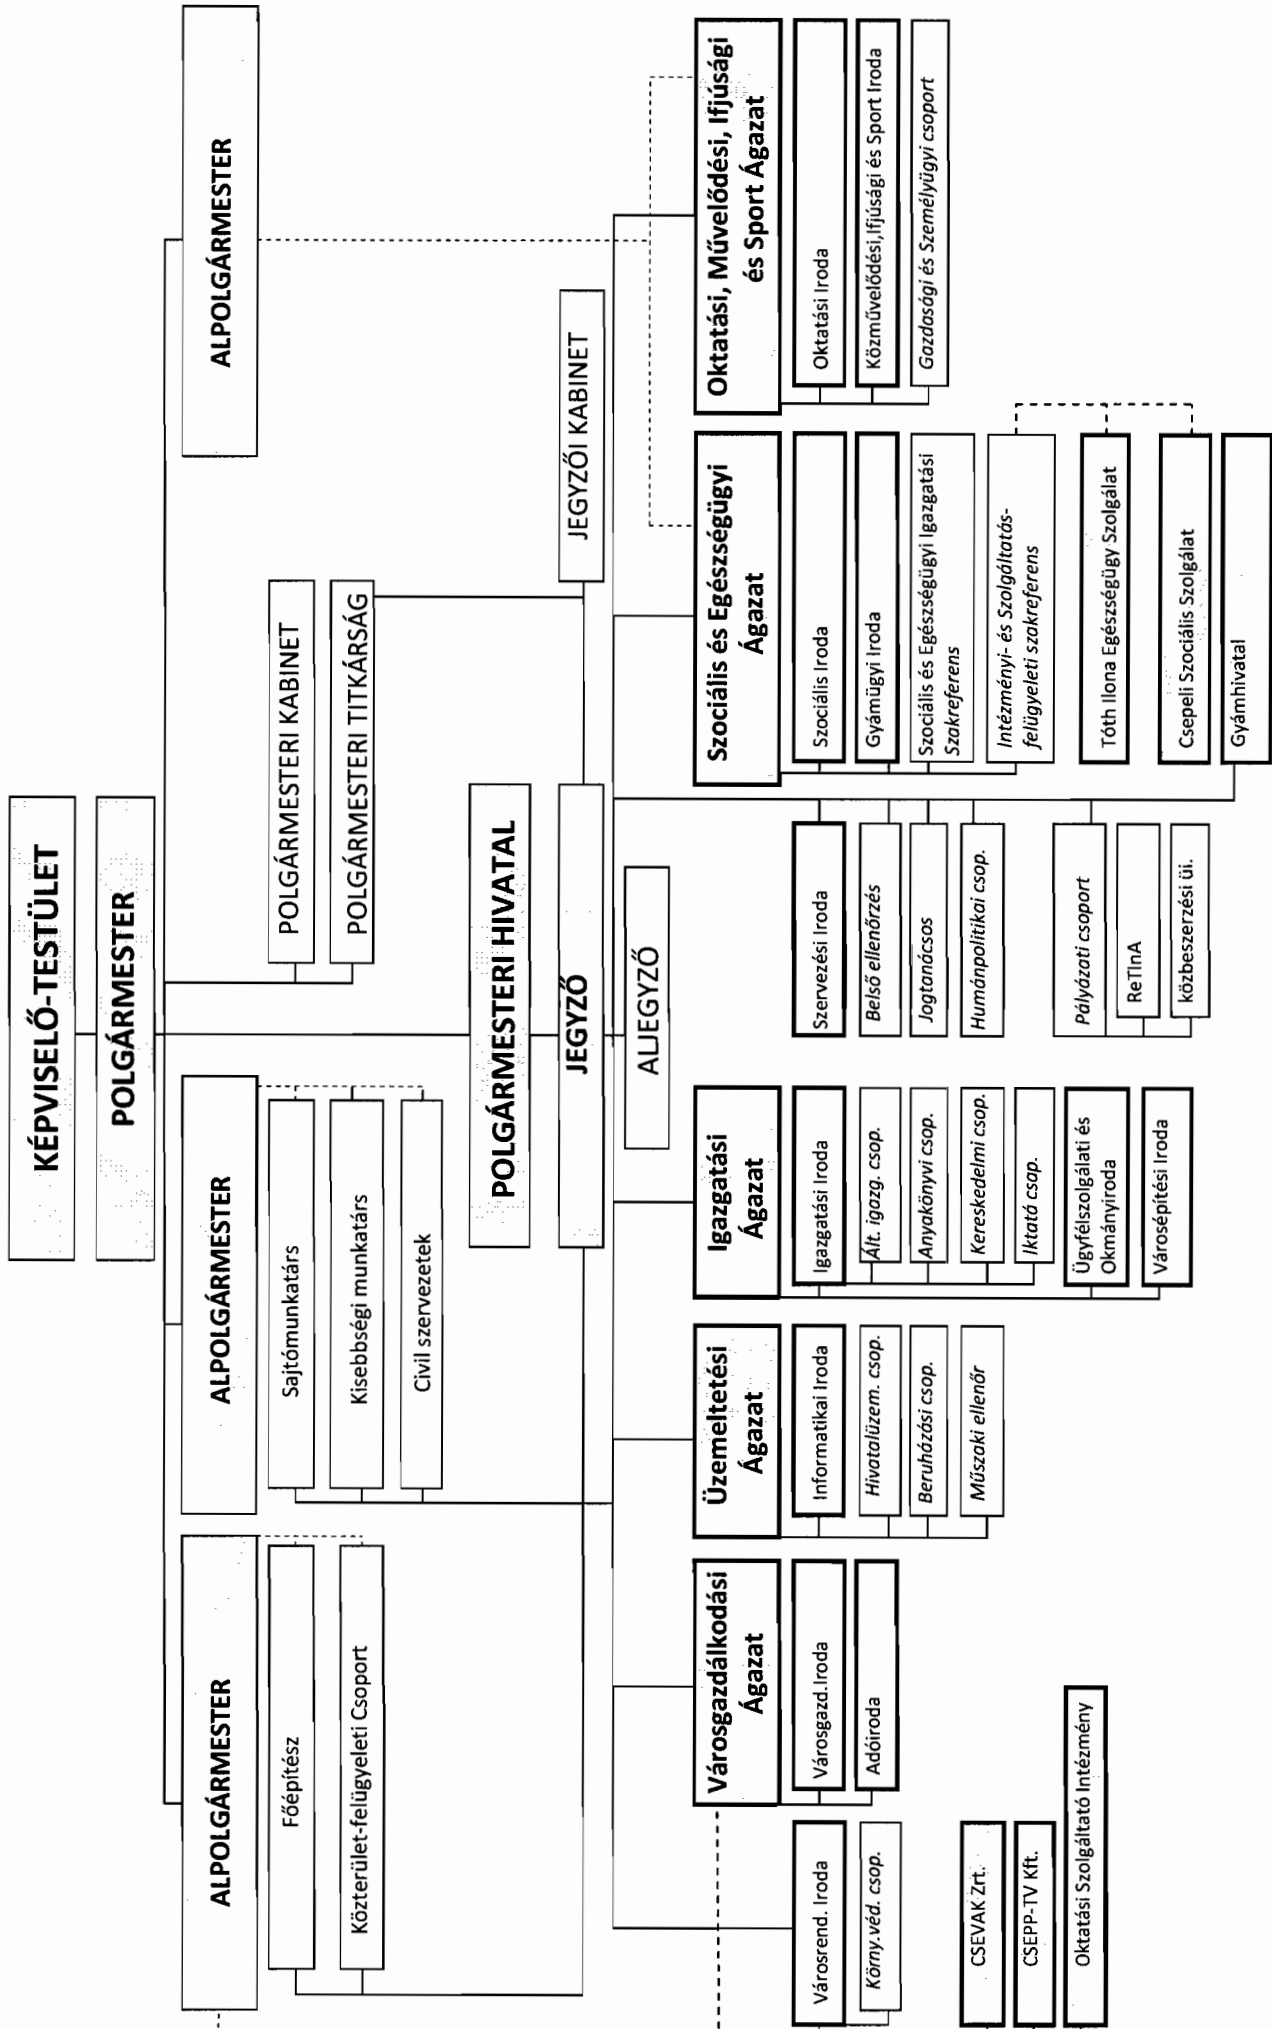 KÉPVISELŐ-TESTÜLET
POLGÁRMESTER
ALPOLGÁRMESTER
Főépítész
Közterület-felügyeleti Csoport
ALPOLGÁRMESTER
Sajtómunkatárs
Kisebbségi munkatárs
Civil szervezetek
POLGÁRMESTERI KABINET
POLGÁRMESTERI TITKÁRSÁG
ALPOLGÁRMESTER
POLGÁRMESTERI HIVATAL
JEGYZŐ
JEGYZŐI KABINET
ALJEGYZŐ
Városrend. Iroda
Körny.véd. csop.
CSEVAK Zrt.
CSEPP-TV Kft.
Oktatási Szolgáltató Intézmény
Városgazdálkodási
Ágazat
Városgazd.Iroda
Adóiroda
Üzemeltetési
Ágazat
Informatikai Iroda
Hivatalüzem. csop.
Beruházási csop.
Műszaki ellenőr
Igazgatási
Ágazat
Igazgatási Iroda
Ált. igazg. csop.
Anyakönyvi csop.
Kereskedelmi csop.
Iktató csap.
Ügyfélszolgálati és
Okmányiroda
Városépítési Iroda
Szervezési Iroda
Belső ellenőrzés
Jogtanácsos
Humánpolitikai csop.
Pályázati csoport
ReTInA
közbeszerzési üi.
Szociális és Egészségügyi
Ágazat
Szociális Iroda
Gyámügyi Iroda
Szociális és Egészségügyi Igazgatási
Szakreferens
Intézményi- és Szolgáltatás-
felügyeleti szakreferens
Tóth Ilona Egészségügy Szolgálat
Csepeli Szociális Szolgálat
Gyámhivatal
Oktatási, Művelődési, Ifjúsági
és Sport Ágazat
Oktatási Iroda
Közművelődési,Ifjúsági és Sport Iroda
Gazdasági és Személyügyi csoport